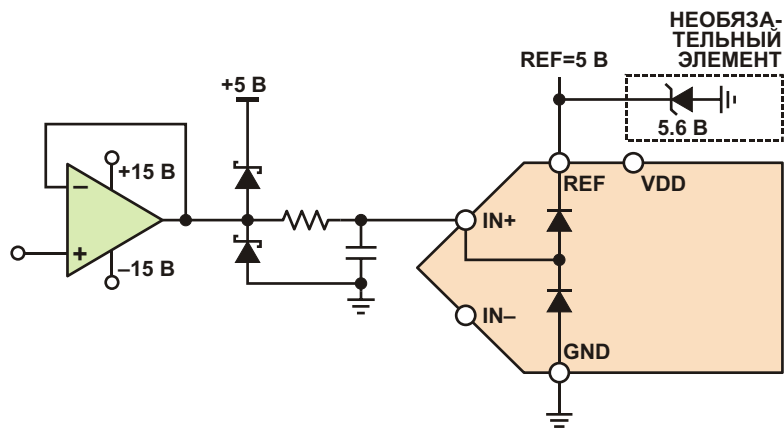 НЕОБЯЗА-
ТЕЛЬНЫЙ
ЭЛЕМЕНТ
REF=5 В
+5 В
5.6 В
+15 В
REF
VDD
–
IN+
+
–15 В
IN–
GND